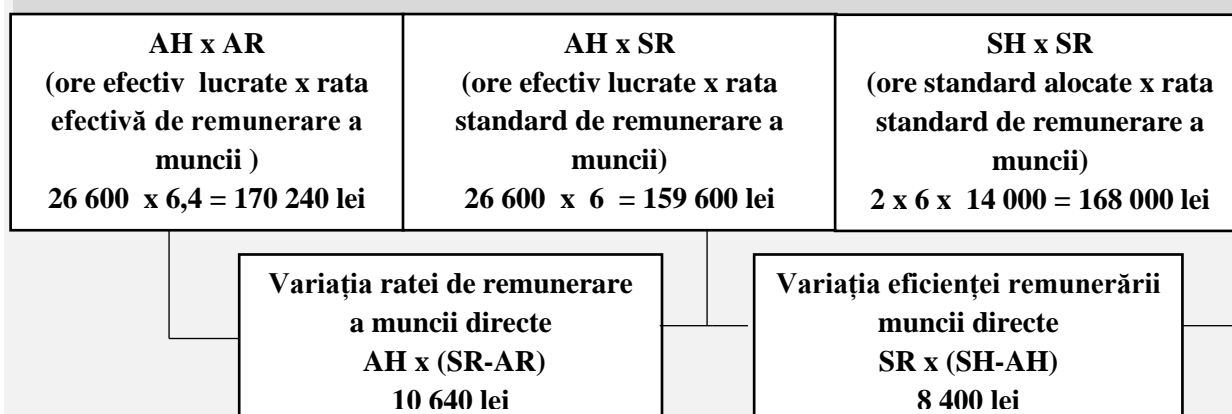 AH x AR
(ore efectiv lucrate x rata
efectivă de remunerare a
muncii )
26 600 x 6,4 = 170 240 lei
AH x SR
(ore efectiv lucrate x rata
standard de remunerare a
muncii)
26 600 x 6 = 159 600 lei
SH x SR
(ore standard alocate x rata
standard de remunerare a
muncii)
2 x 6 x 14 000 = 168 000 lei
Variația ratei de remunerare
a muncii directe
AH x (SR-AR)
10 640 lei
Variația eficienței remunerării
muncii directe
SR x (SH-AH)
8 400 lei